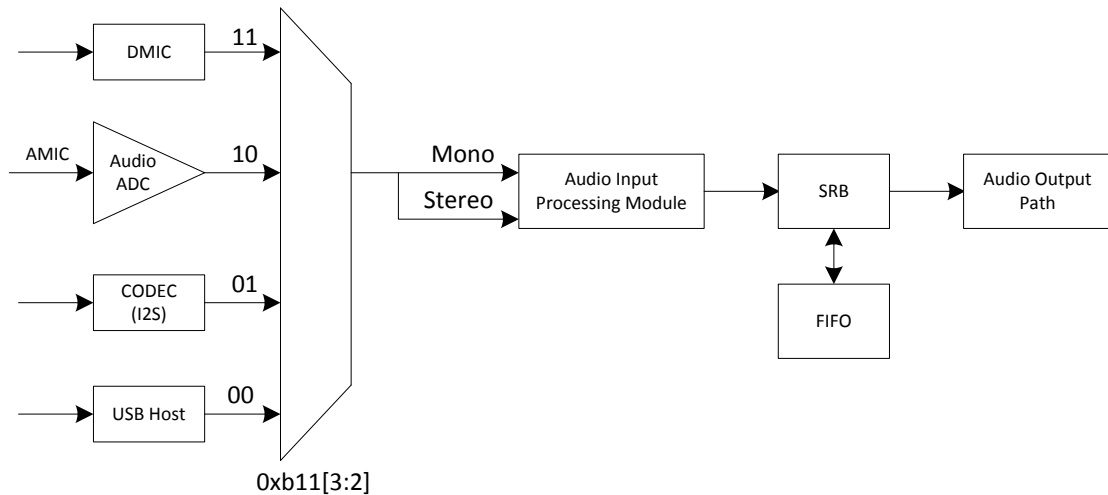 DMIC
11
AMIC
Audio
ADC
10
CODEC
(I2S)
01
USB Host
00
0xb11[3:2]
Mono
Stereo
Audio Input
Processing Module
SRB
FIFO
Audio Output
Path